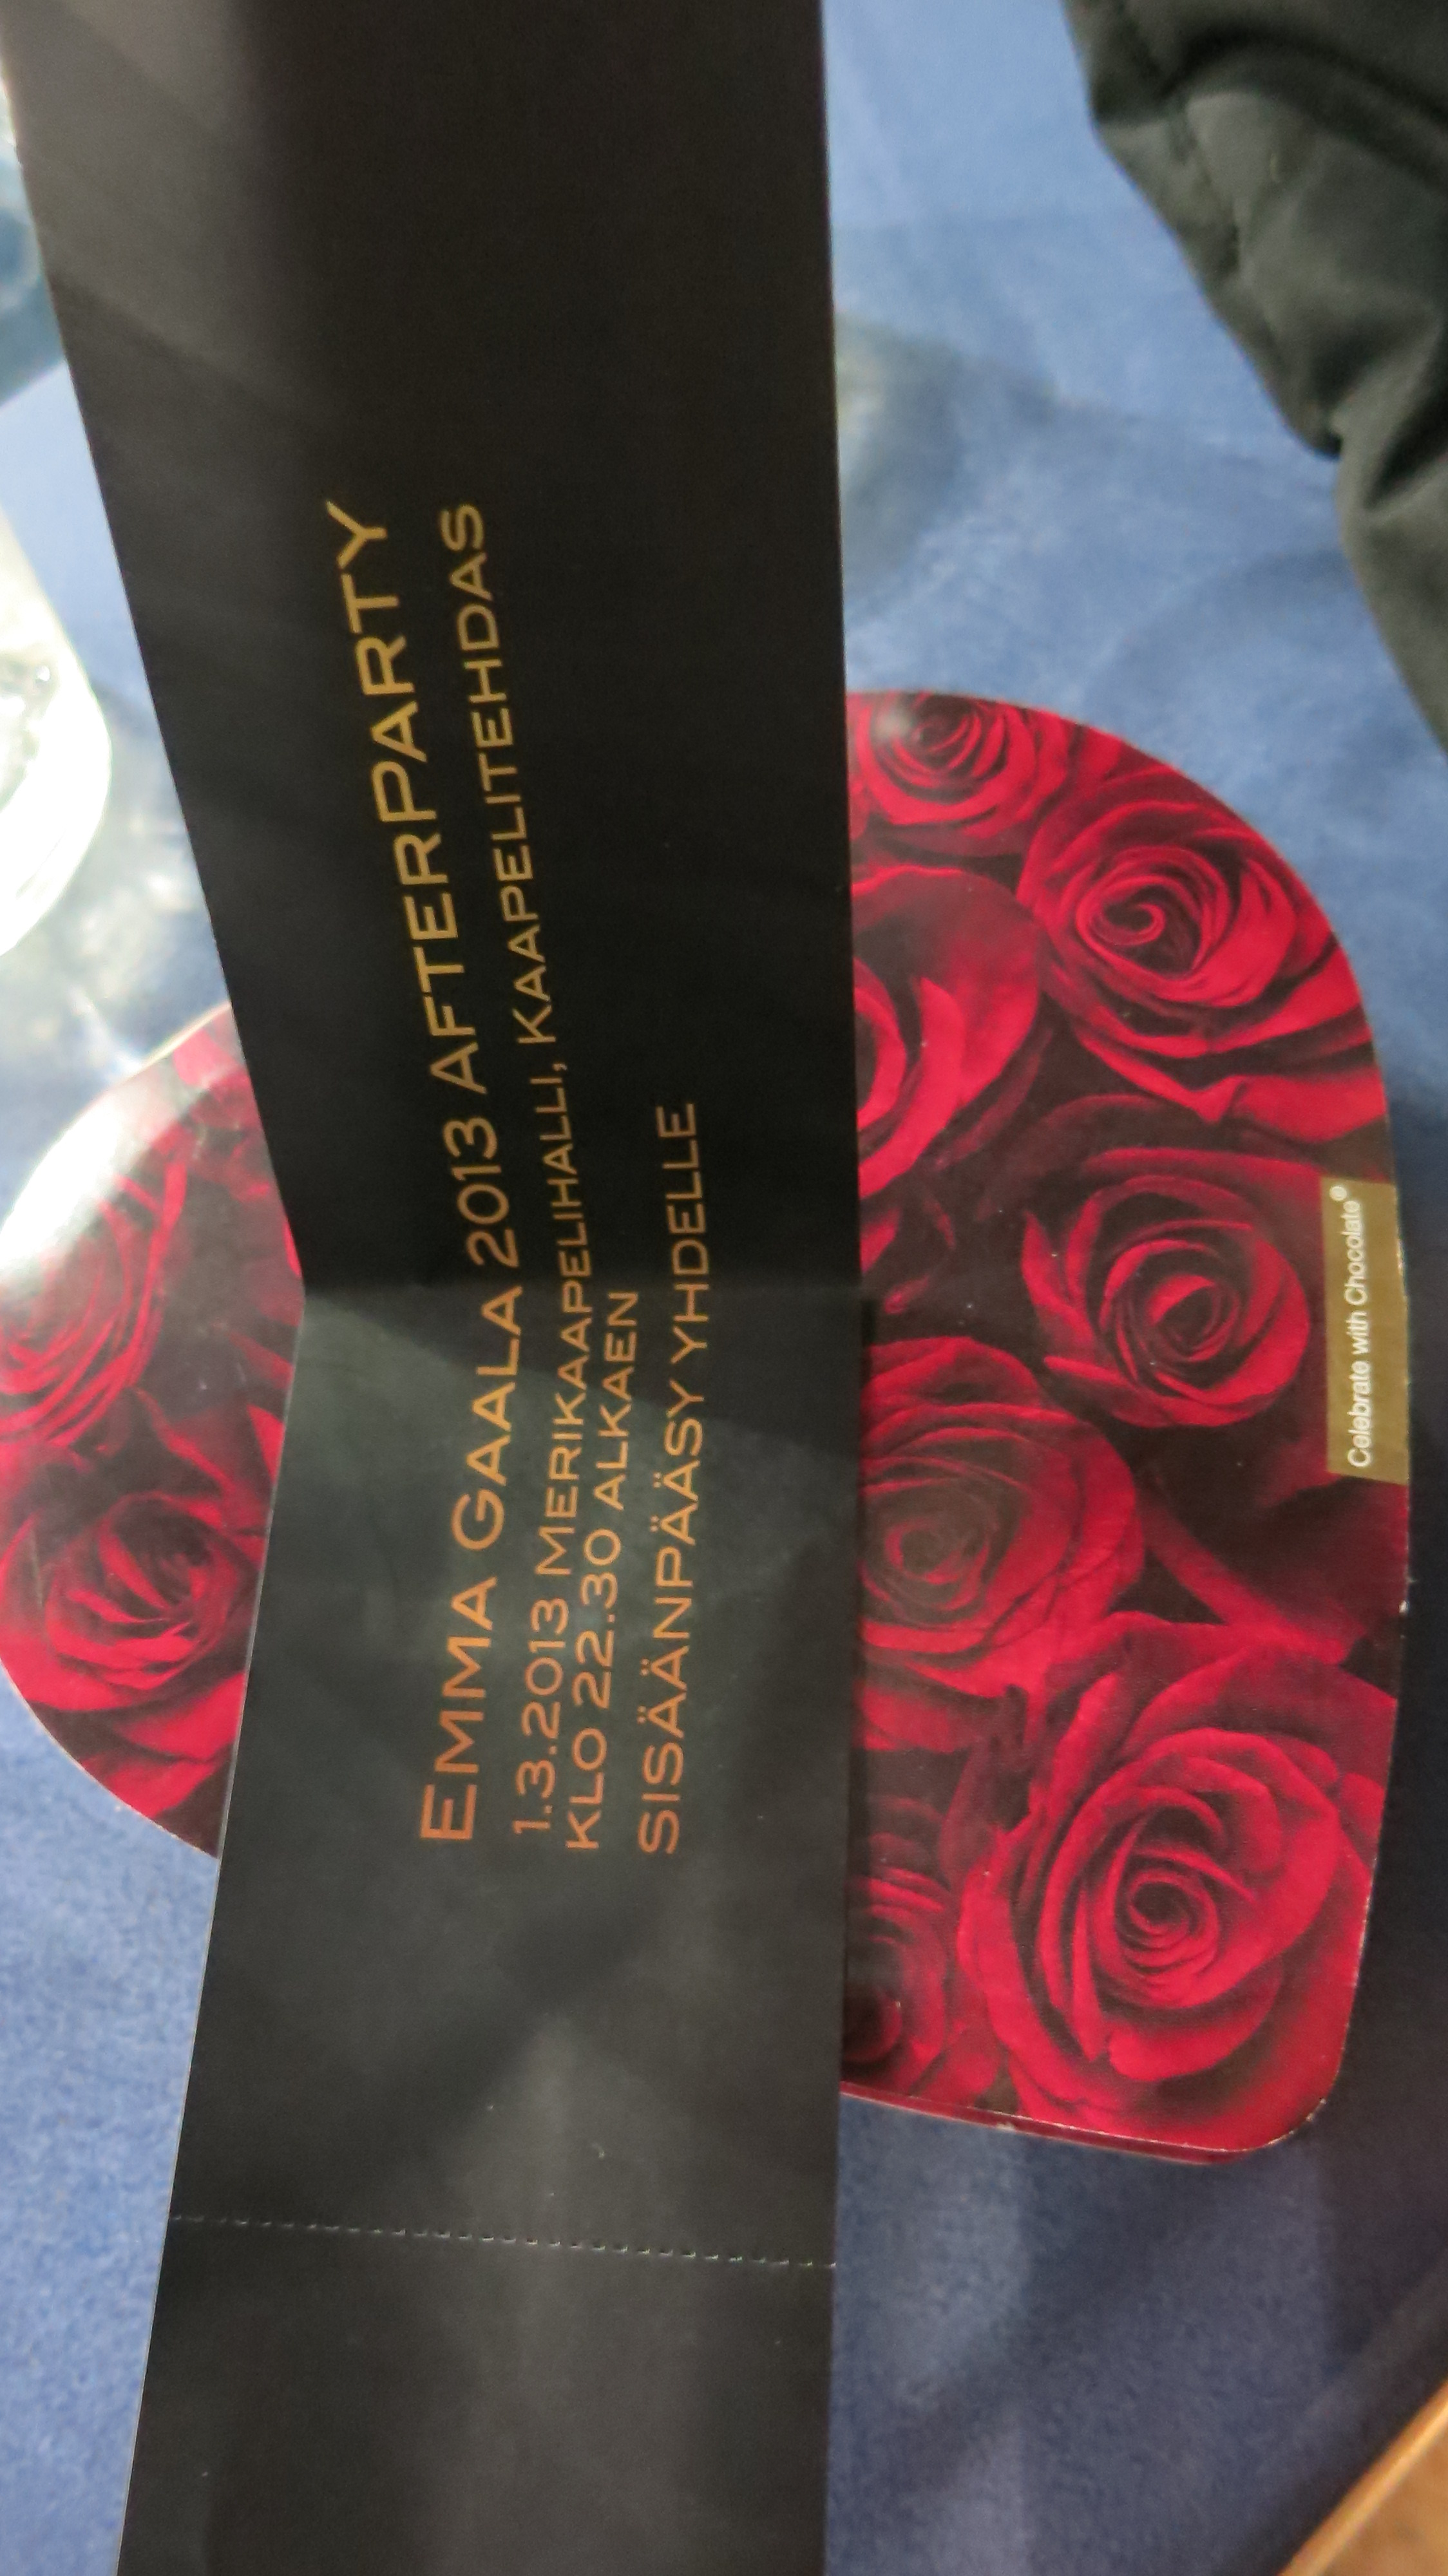 EMMA GAALA 2013 AFTERPARTY
1.3.2013 MERIKAAPELIHALLI, KAAPELITEHDAS
KLO 22.30 ALKAEN
SISÄÄNPÄÄSY YHDELLE
Celebrate with Chocolate®